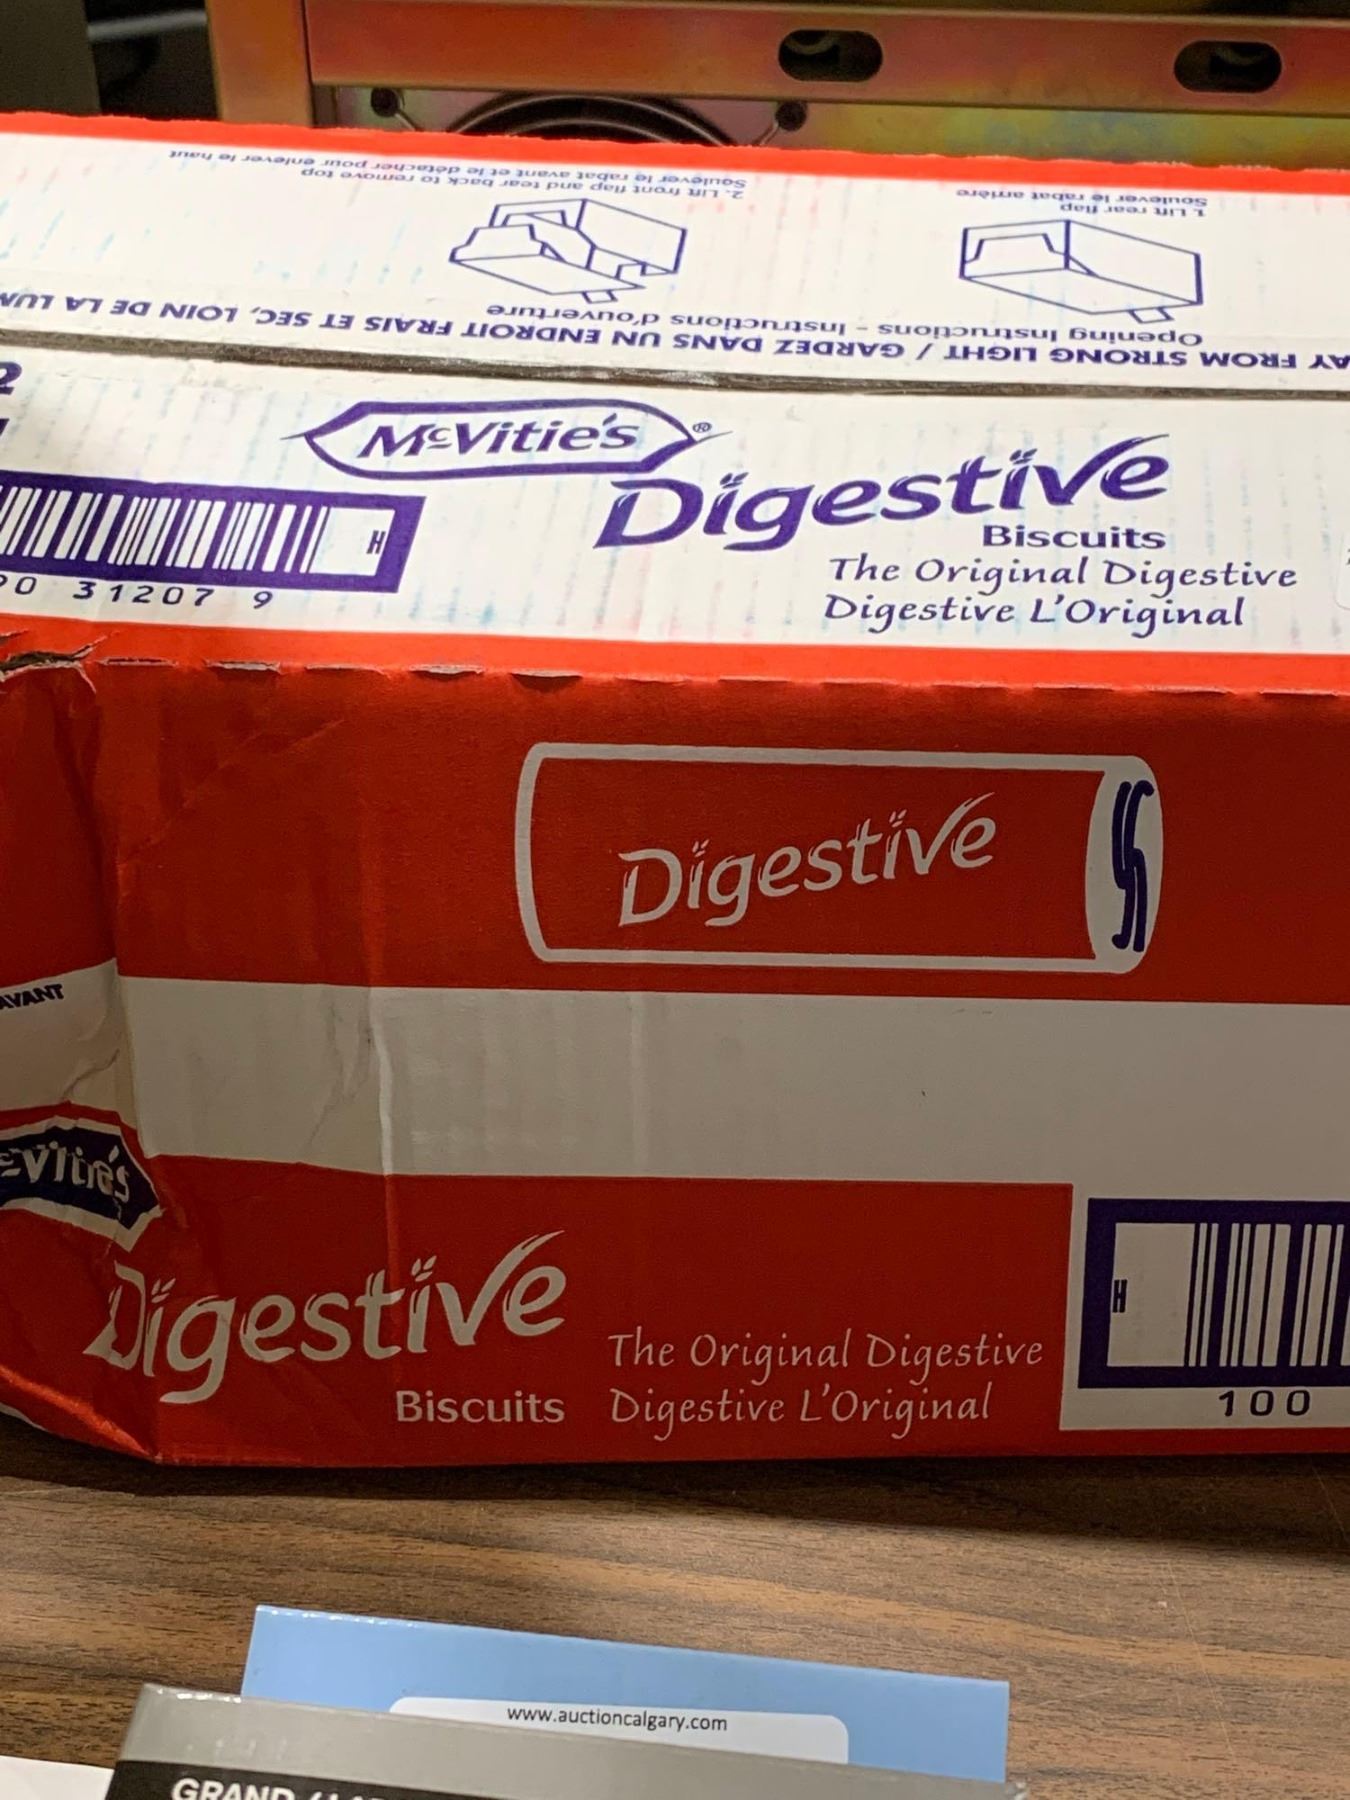 2. Lift front flap and tear back to remove top
Soulever le rabat avant et le détacher pour enlever le haut
1. Lift rear flap
Soulever le rabat arrière
Opening Instructions - Instructions d'ouverture
AY FROM STRONG LIGHT / GARDEZ DANS UN ENDROIT FRAIS ET SEC, LOIN DE LA LUM
McVitie's®
Digestive
Biscuits
The Original Digestive
Digestive L'Original
H
0 31207 9
Digestive
AVANT
cVitie's
Digestive
Biscuits
The Original Digestive
Digestive L'Original
H
100
www.auctioncalgary.com
GRAND